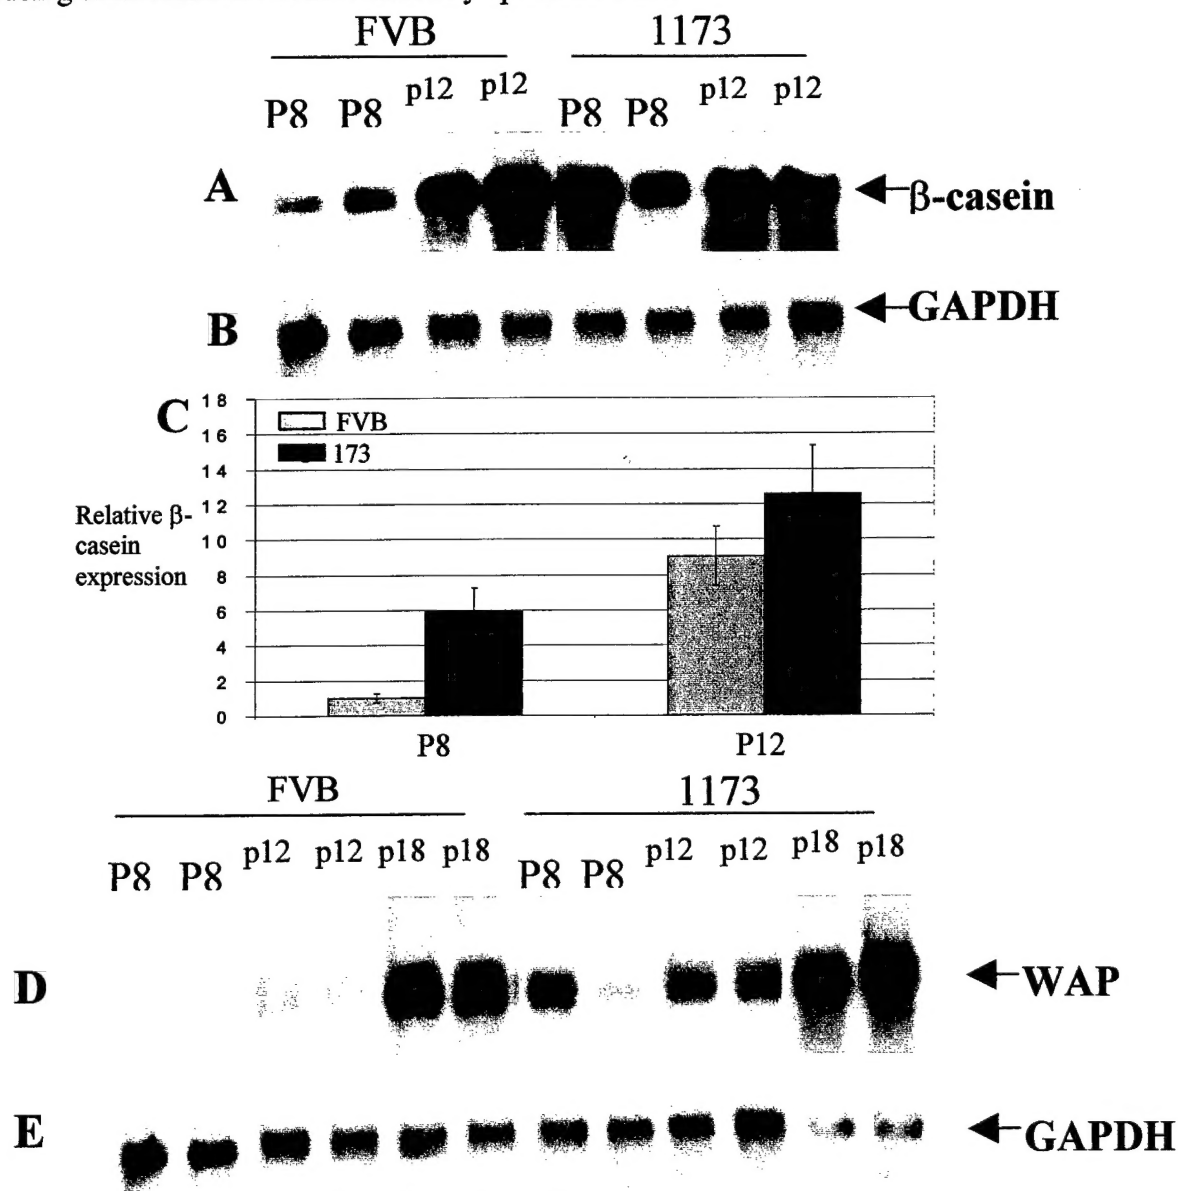 FVB 1173
P8 P8 p12 p12 P8 P8 p12 p12
A β-casein
B GAPDH
C
18
16
14
12
10
8
6
4
2
0
FVB
173
Relative β-
casein
expression
P8 P12
FVB 1173
P8 P8 p12 p12 p18 p18 P8 P8 p12 p12 p18 p18
D WAP
E GAPDH